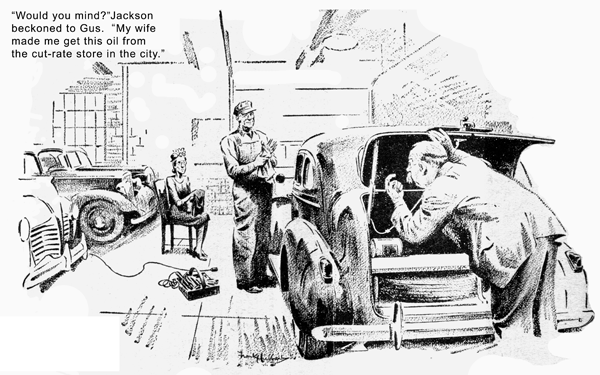 “Would you mind?”Jackson
beckoned to Gus.  “My wife
made me get this oil from
the cut-rate store in the city.”